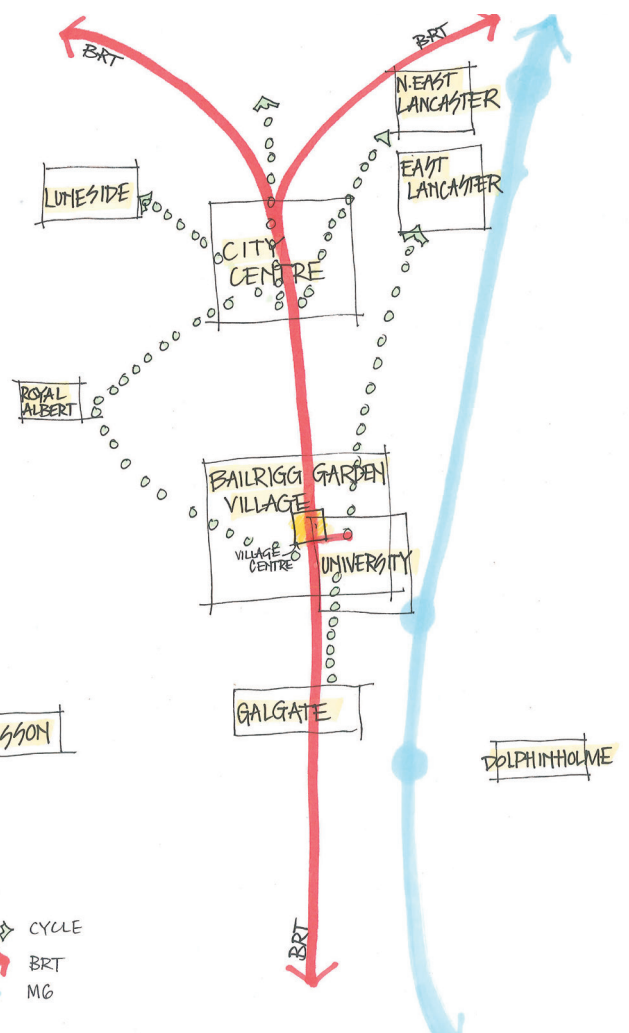 BRT
BRT
N.EAST
LANCASTER
EAST
LANCASTER
LUNESIDE
CITY
CENTRE
ROYAL
ALBERT
BAILRIGG GARDEN
VILLAGE
VILLAGE
CENTRE
UNIVERSITY
GALGATE
SSON
DOLPHINHOLME
BRT
CYCLE
BRT
M6